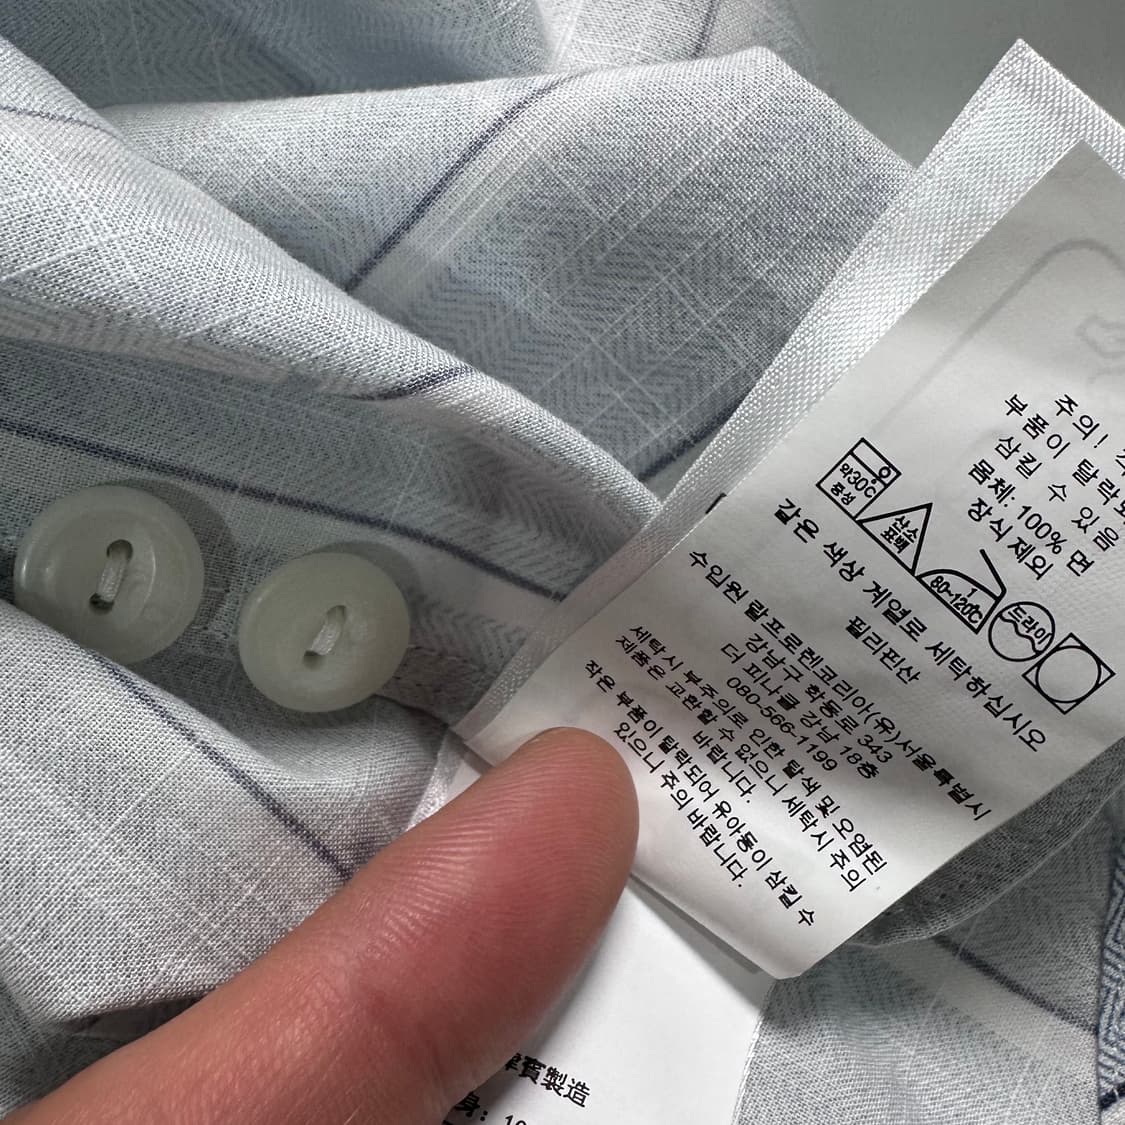 주의!
부품이 탈락
삼킬 수 있음
몸체: 100% 면
장식제외
약30℃
중성
산소
표백
80~120℃
드라이
같은 색상 계열로 세탁하십시오
필리핀산
수입원 랄프로렌코리아(유)서울특별시
강남구 학동로 343
더 피나클 강남 18층
080-566-1199
세탁시 부주의로 인한 탈색 및 오염된
제품은 교환할 수 없으니 세탁시 주의
바랍니다.
작은 부품이 탈락되어 유아동이 삼킬 수
있으니 주의 바랍니다.
賓製造
身: 10